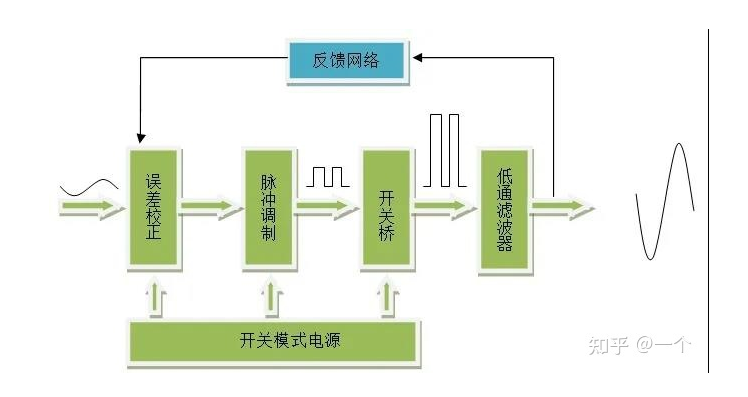 反馈网络
误差校正
脉冲调制
开关桥
低通滤波器
开关模式电源
知乎 @一个